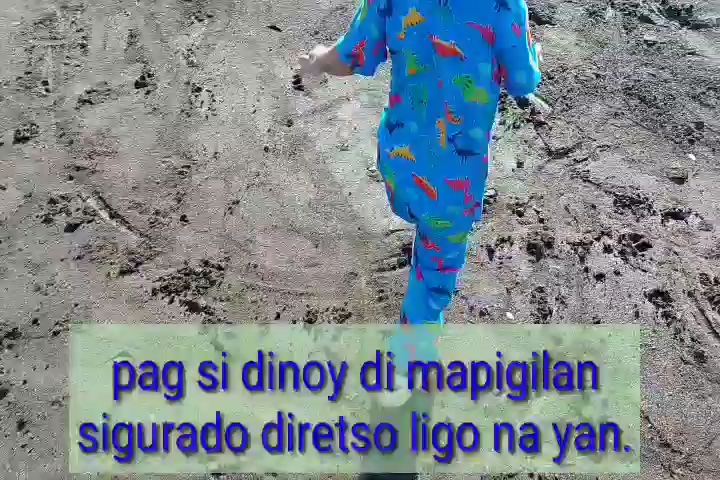 pag si dinoy di mapigilan
sigurado diretso ligo na yan.